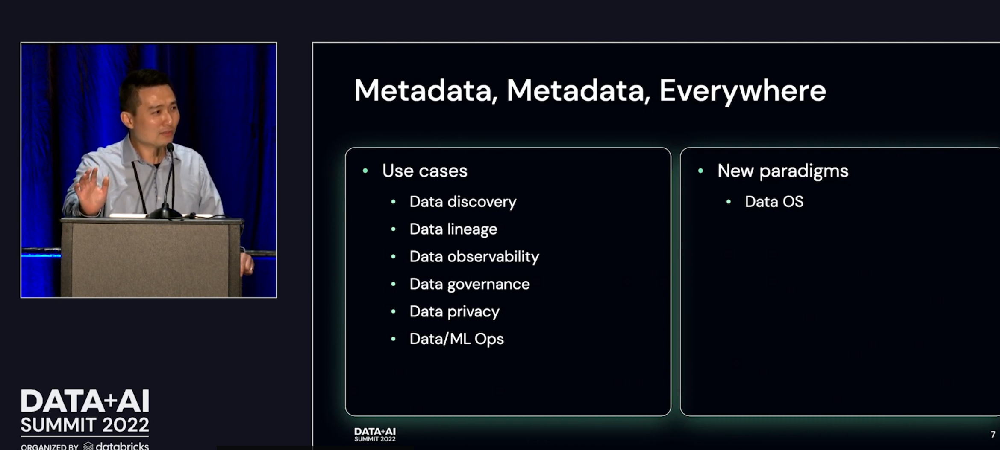 Metadata, Metadata, Everywhere
Use cases
Data discovery
Data lineage
Data observability
Data governance
Data privacy
Data/ML Ops
New paradigms
Data OS
DATA+AI
SUMMIT 2022
7
DATA+AI
SUMMIT 2022
ORGANIZED BY databricks